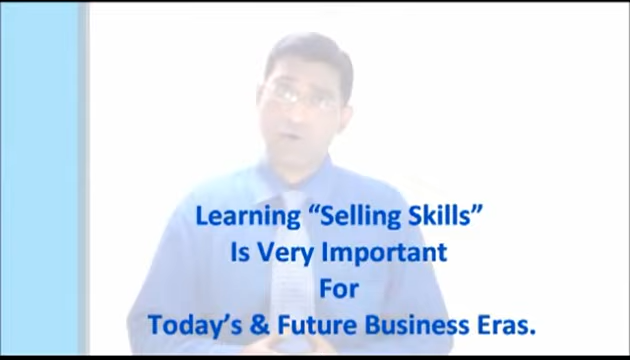 Learning “Selling Skills”
Is Very Important
For
Today’s & Future Business Eras.